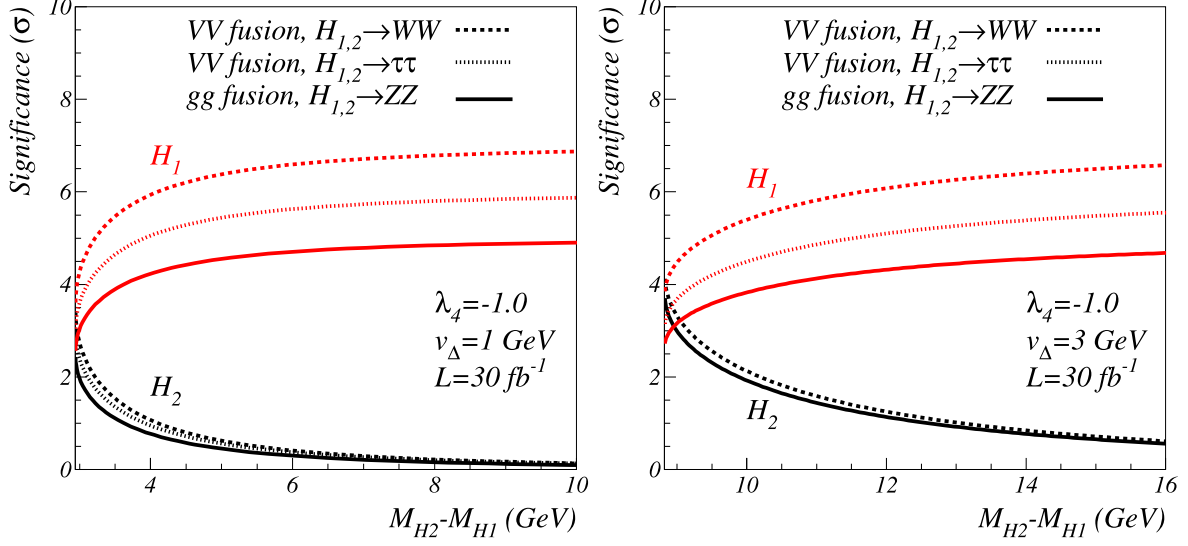 Significance (σ)
10
8
6
4
2
0
VV fusion, H1,2→WW
VV fusion, H1,2→ττ
gg fusion, H1,2→ZZ
H1
H2
λ4=-1.0
vΔ=1 GeV
L=30 fb-1
4
6
8
10
MH2-MH1 (GeV)
Significance (σ)
10
8
6
4
2
0
VV fusion, H1,2→WW
VV fusion, H1,2→ττ
gg fusion, H1,2→ZZ
H1
H2
λ4=-1.0
vΔ=3 GeV
L=30 fb-1
10
12
14
16
MH2-MH1 (GeV)